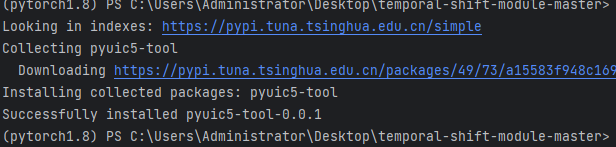 (pytorch1.8) PS C:\Users\Administrator\Desktop\temporal-shift-module-master>
Looking in indexes: https://pypi.tuna.tsinghua.edu.cn/simple
Collecting pyuic5-tool
  Downloading https://pypi.tuna.tsinghua.edu.cn/packages/49/73/a15583f948c169
Installing collected packages: pyuic5-tool
Successfully installed pyuic5-tool-0.0.1
(pytorch1.8) PS C:\Users\Administrator\Desktop\temporal-shift-module-master>